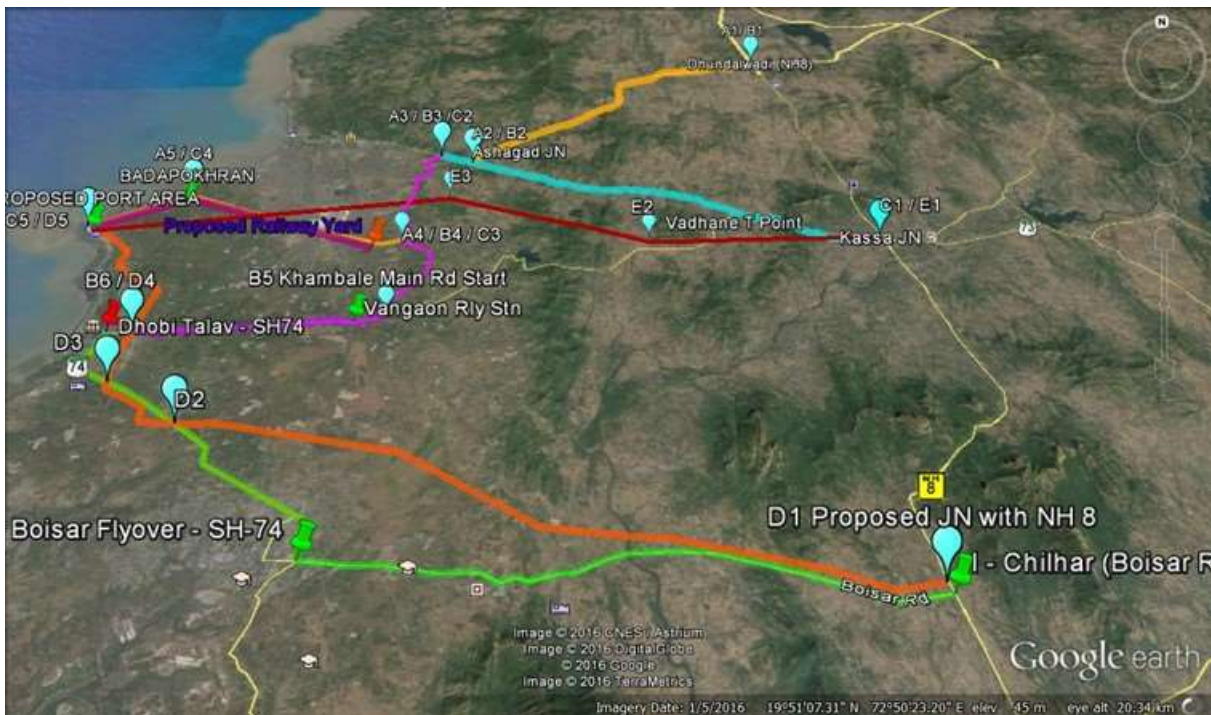 N
A1/ B1
Dhundalwadi (NH8)
A3 / B3 /C2
A2 / B2
Ashagad JN
A5 / C4
BADAPOKHRAN
E3
ROPOSED PORT AREA
C5 / D5
Proposed Railway Yard
A4 / B4 / C3
E2
Vadhane T Point
C1 / E1
Kassa JN
73
B6 / D4
B5 Khambale Main Rd Start
Vangaon Rly Stn
Dhobi Talav - SH74
D3
74
D2
8
Boisar Flyover - SH-74
D1 Proposed JN with NH 8
I - Chilhar (Boisar R
Boisar Rd
Image © 2016 CNES / Astrium
Image © 2016 DigitalGlobe
© 2016 Google
Image © 2016 TerraMetrics
Google earth
Imagery Date: 1/5/2016 19°51'07.31" N 72°50'23.20" E elev 45 m eye alt 20.34 km